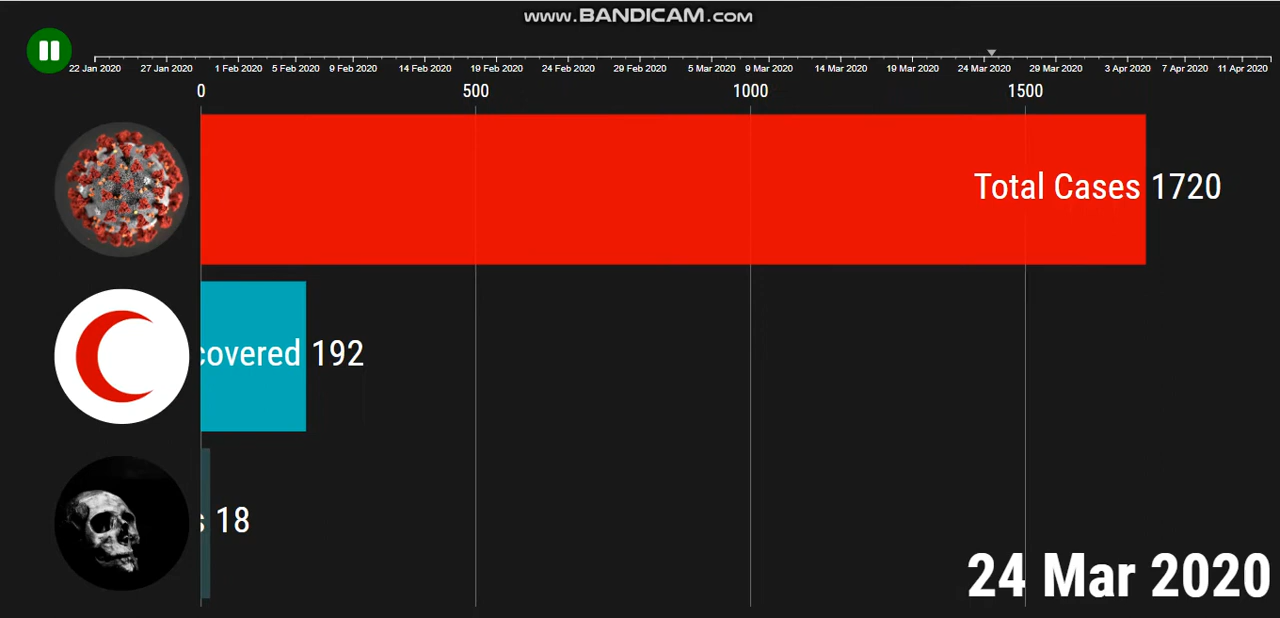 www.BANDICAM.com
22 Jan 2020 27 Jan 2020 1 Feb 2020 5 Feb 2020 9 Feb 2020 14 Feb 2020 19 Feb 2020 24 Feb 2020 29 Feb 2020 5 Mar 2020 9 Mar 2020 14 Mar 2020 19 Mar 2020 24 Mar 2020 29 Mar 2020 3 Apr 2020 7 Apr 2020 11 Apr 2020
0 500 1000 1500
Total Cases 1720
covered 192
s 18
24 Mar 2020